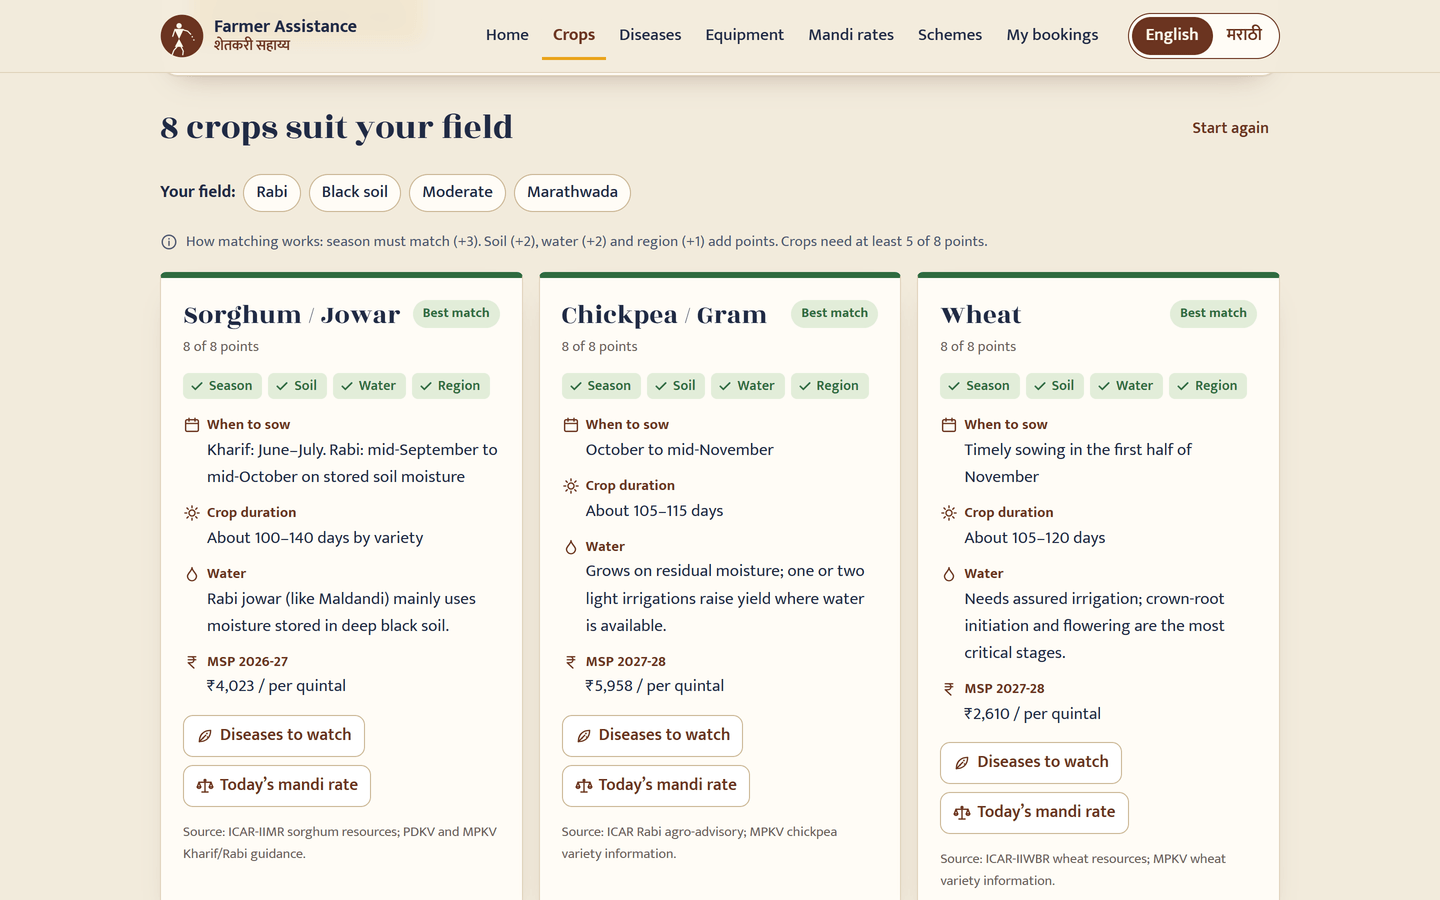 Farmer Assistance
शेतकरी सहाय्य
Home
Crops
Diseases
Equipment
Mandi rates
Schemes
My bookings
English
मराठी
8 crops suit your field
Start again
Your field:
Rabi
Black soil
Moderate
Marathwada
How matching works: season must match (+3). Soil (+2), water (+2) and region (+1) add points. Crops need at least 5 of 8 points.
Sorghum / Jowar
Best match
8 of 8 points
Season
Soil
Water
Region
When to sow
Kharif: June–July. Rabi: mid-September to
mid-October on stored soil moisture
Crop duration
About 100–140 days by variety
Water
Rabi jowar (like Maldandi) mainly uses
moisture stored in deep black soil.
MSP 2026-27
₹4,023 / per quintal
Diseases to watch
Today’s mandi rate
Source: ICAR-IIMR sorghum resources; PDKV and MPKV
Kharif/Rabi guidance.
Chickpea / Gram
Best match
8 of 8 points
Season
Soil
Water
Region
When to sow
October to mid-November
Crop duration
About 105–115 days
Water
Grows on residual moisture; one or two
light irrigations raise yield where water
is available.
MSP 2027-28
₹5,958 / per quintal
Diseases to watch
Today’s mandi rate
Source: ICAR Rabi agro-advisory; MPKV chickpea
variety information.
Wheat
Best match
8 of 8 points
Season
Soil
Water
Region
When to sow
Timely sowing in the first half of
November
Crop duration
About 105–120 days
Water
Needs assured irrigation; crown-root
initiation and flowering are the most
critical stages.
MSP 2027-28
₹2,610 / per quintal
Diseases to watch
Today’s mandi rate
Source: ICAR-IIWBR wheat resources; MPKV wheat
variety information.